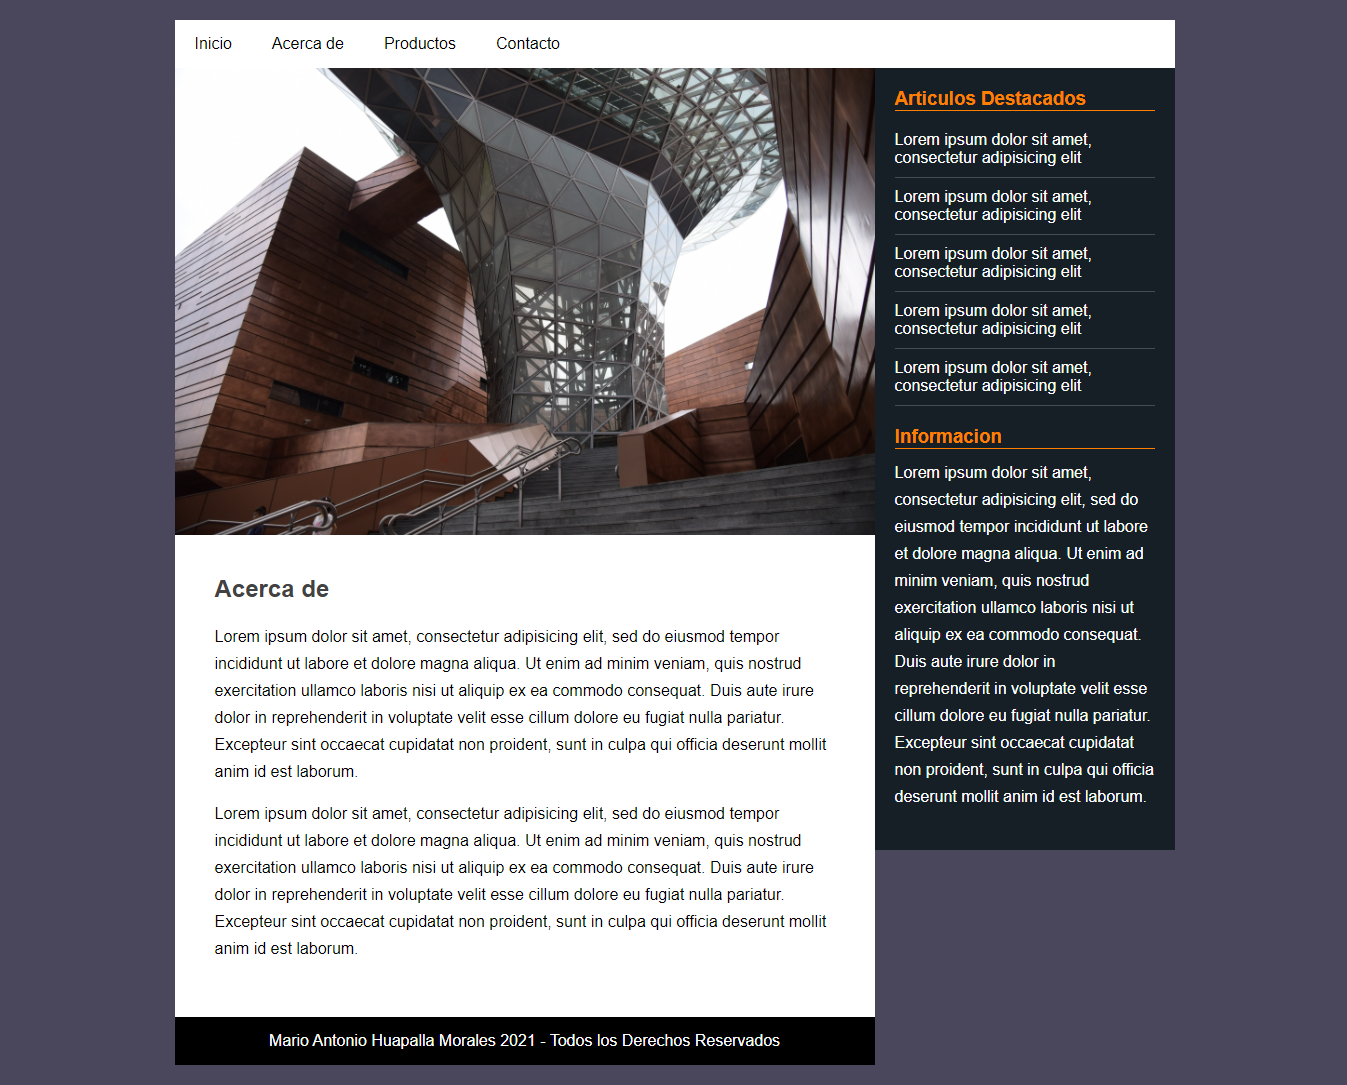 Inicio Acerca de Productos Contacto
Acerca de
Lorem ipsum dolor sit amet, consectetur adipisicing elit, sed do eiusmod tempor
incididunt ut labore et dolore magna aliqua. Ut enim ad minim veniam, quis nostrud
exercitation ullamco laboris nisi ut aliquip ex ea commodo consequat. Duis aute irure
dolor in reprehenderit in voluptate velit esse cillum dolore eu fugiat nulla pariatur.
Excepteur sint occaecat cupidatat non proident, sunt in culpa qui officia deserunt mollit
anim id est laborum.
Lorem ipsum dolor sit amet, consectetur adipisicing elit, sed do eiusmod tempor
incididunt ut labore et dolore magna aliqua. Ut enim ad minim veniam, quis nostrud
exercitation ullamco laboris nisi ut aliquip ex ea commodo consequat. Duis aute irure
dolor in reprehenderit in voluptate velit esse cillum dolore eu fugiat nulla pariatur.
Excepteur sint occaecat cupidatat non proident, sunt in culpa qui officia deserunt mollit
anim id est laborum.
Articulos Destacados
Lorem ipsum dolor sit amet,
consectetur adipisicing elit
Lorem ipsum dolor sit amet,
consectetur adipisicing elit
Lorem ipsum dolor sit amet,
consectetur adipisicing elit
Lorem ipsum dolor sit amet,
consectetur adipisicing elit
Lorem ipsum dolor sit amet,
consectetur adipisicing elit
Informacion
Lorem ipsum dolor sit amet,
consectetur adipisicing elit, sed do
eiusmod tempor incididunt ut labore
et dolore magna aliqua. Ut enim ad
minim veniam, quis nostrud
exercitation ullamco laboris nisi ut
aliquip ex ea commodo consequat.
Duis aute irure dolor in
reprehenderit in voluptate velit esse
cillum dolore eu fugiat nulla pariatur.
Excepteur sint occaecat cupidatat
non proident, sunt in culpa qui officia
deserunt mollit anim id est laborum.
Mario Antonio Huapalla Morales 2021 - Todos los Derechos Reservados